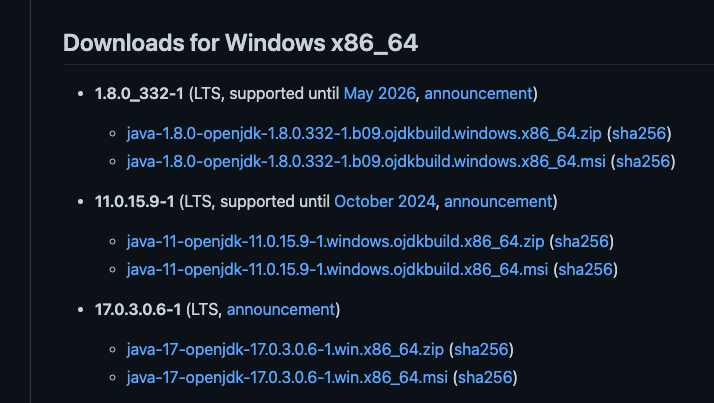 Downloads for Windows x86_64
1.8.0_332-1 (LTS, supported until May 2026, announcement)
java-1.8.0-openjdk-1.8.0.332-1.b09.ojdkbuild.windows.x86_64.zip (sha256)
java-1.8.0-openjdk-1.8.0.332-1.b09.ojdkbuild.windows.x86_64.msi (sha256)
11.0.15.9-1 (LTS, supported until October 2024, announcement)
java-11-openjdk-11.0.15.9-1.windows.ojdkbuild.x86_64.zip (sha256)
java-11-openjdk-11.0.15.9-1.windows.ojdkbuild.x86_64.msi (sha256)
17.0.3.0.6-1 (LTS, announcement)
java-17-openjdk-17.0.3.0.6-1.win.x86_64.zip (sha256)
java-17-openjdk-17.0.3.0.6-1.win.x86_64.msi (sha256)